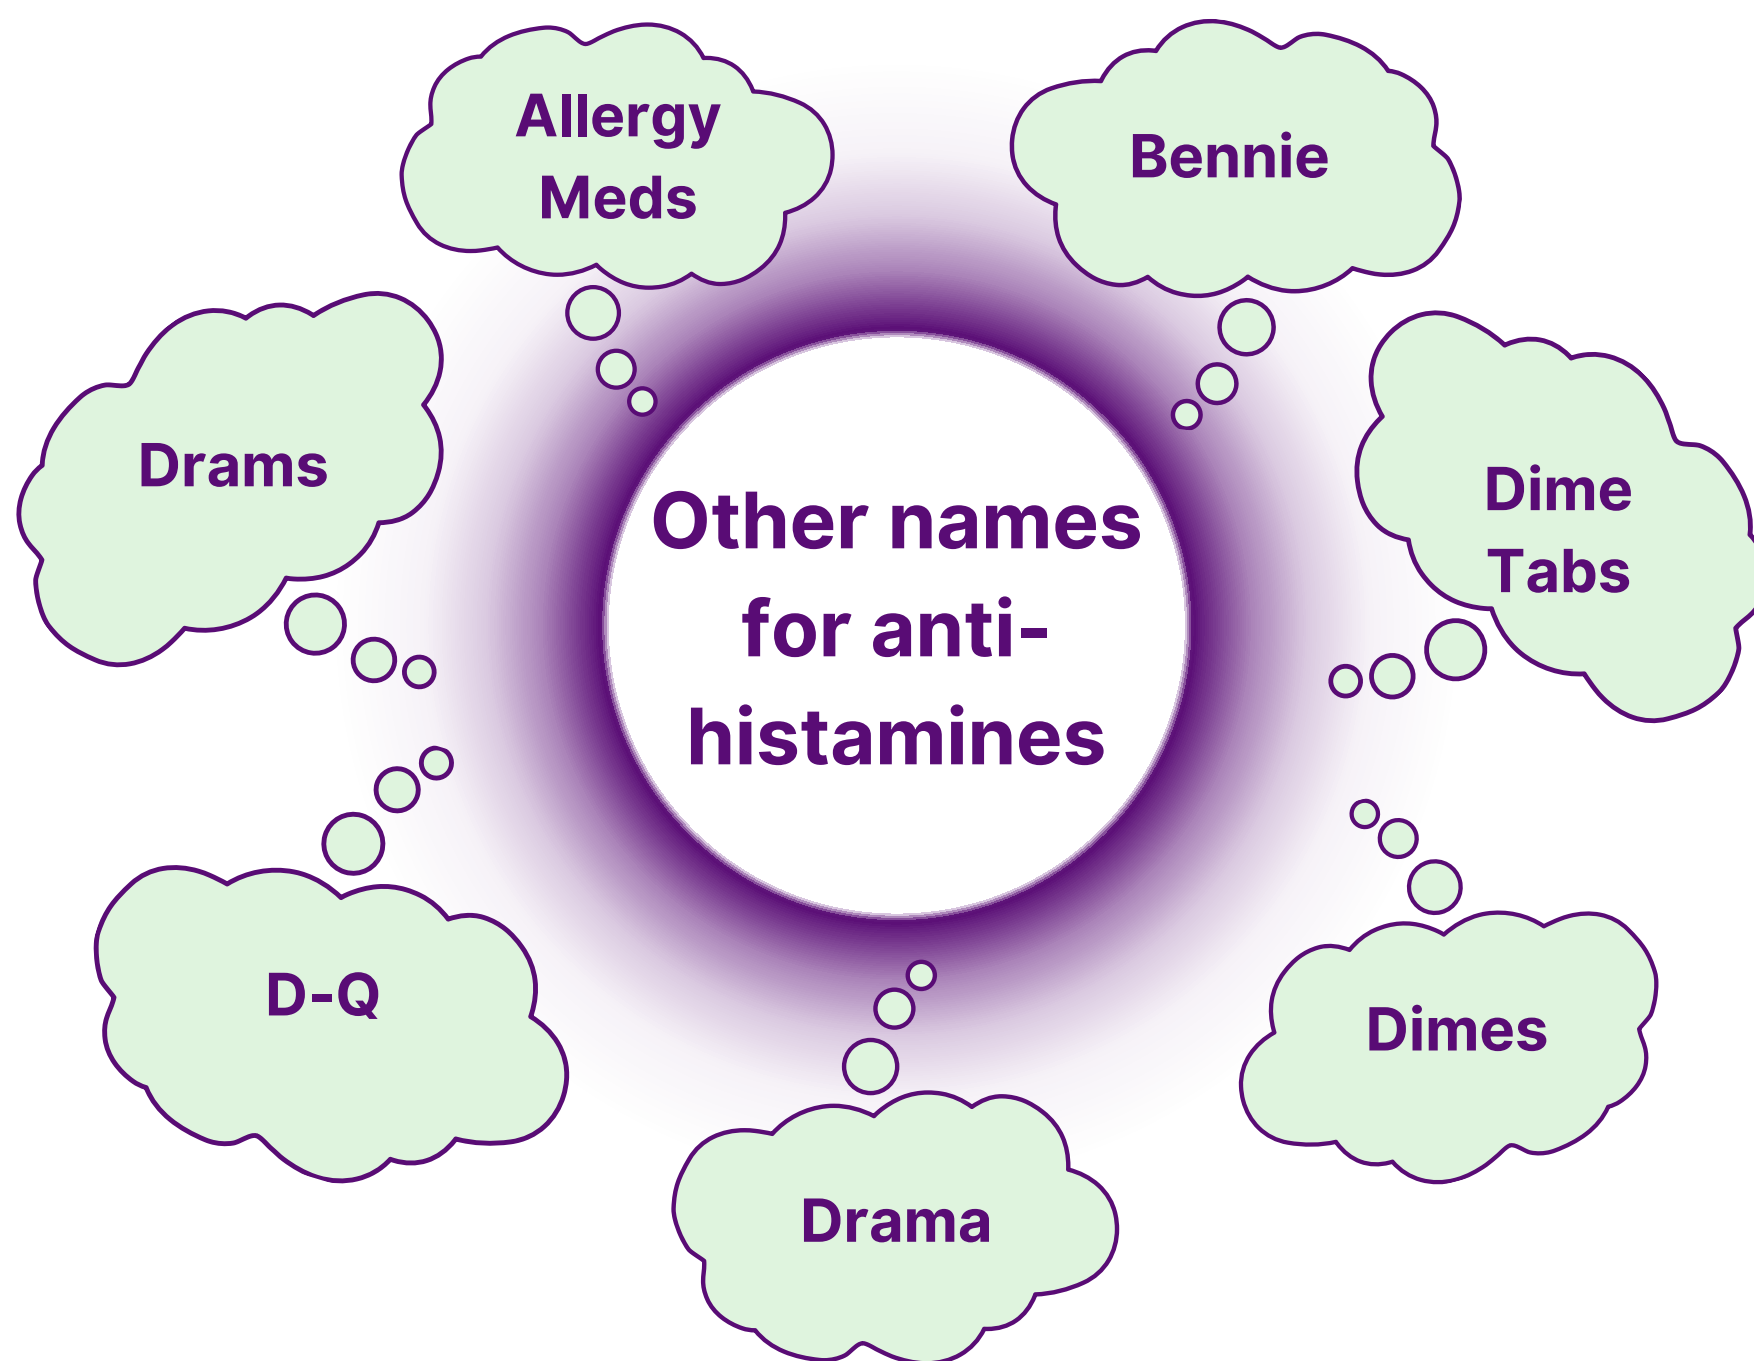 Allergy
Meds
Bennie
Drams
Dime
Tabs
Other names
for anti-
histamines
D-Q
Dimes
Drama